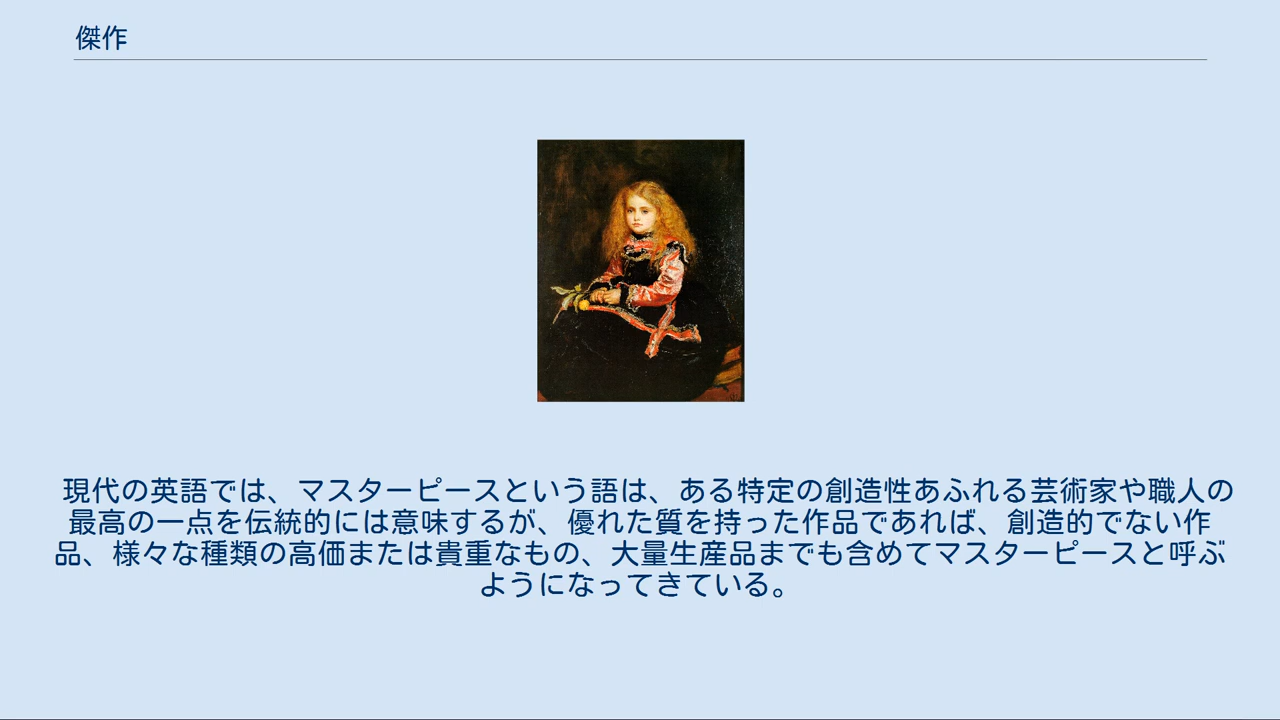 傑作
現代の英語では、マスターピースという語は、ある特定の創造性あふれる芸術家や職人の
最高の一点を伝統的には意味するが、優れた質を持った作品であれば、創造的でない作
品、様々な種類の高価または貴重なもの、大量生産品までも含めてマスターピースと呼ぶ
ようになってきている。